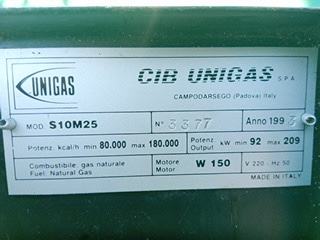 UNIGAS
CIB UNIGAS S.P.A
CAMPODARSEGO (Padova) Italy
MOD. S10M25 N° 3377 Anno 1993
Potenz. kcal/h min 80.000 max 180.000 Potenz. Output kW min 92 max 209
Combustibile: gas naturale
Fuel: Natural Gas
Motore
Motor W 150 V 220 - Hz 50
MADE IN ITALY